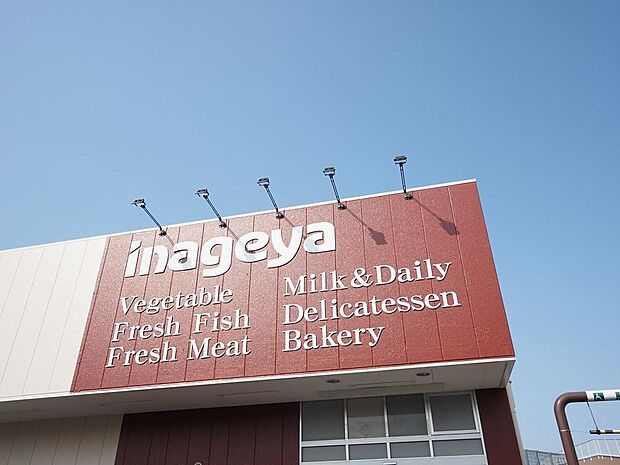 inageya
Vegetable
Fresh Fish
Fresh Meat
Milk & Daily
Delicatessen
Bakery